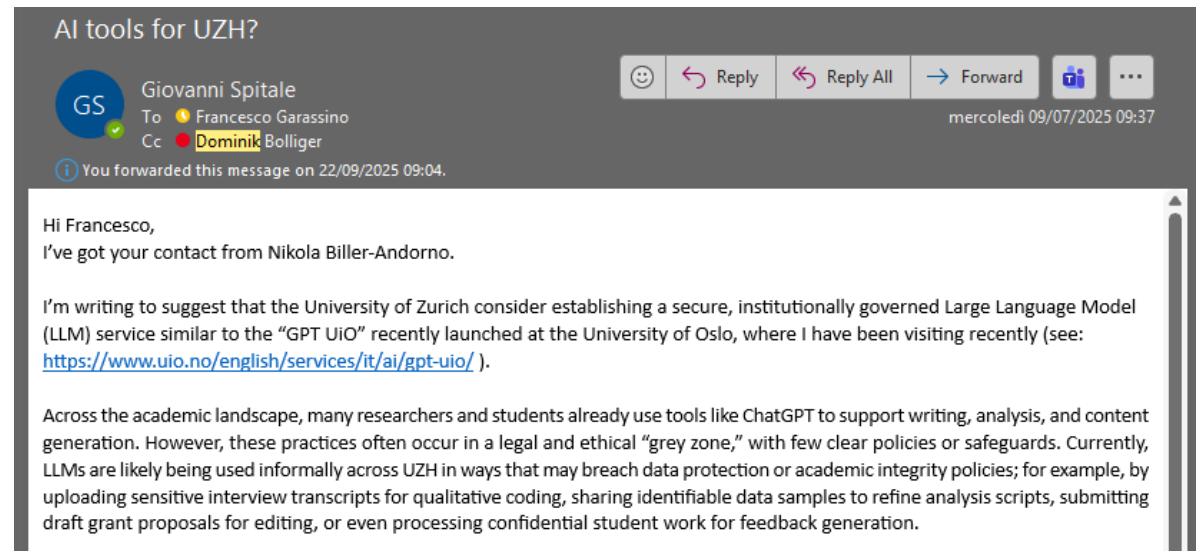 AI tools for UZH?
GS
Giovanni Spitale
To Francesco Garassino
Cc Dominik Bolliger
Reply
Reply All
Forward
mercoledì 09/07/2025 09:37
You forwarded this message on 22/09/2025 09:04.
Hi Francesco,
I've got your contact from Nikola Biller-Andorno.
I'm writing to suggest that the University of Zurich consider establishing a secure, institutionally governed Large Language Model
(LLM) service similar to the “GPT UiO” recently launched at the University of Oslo, where I have been visiting recently (see:
https://www.uio.no/english/services/it/ai/gpt-uio/ ).
Across the academic landscape, many researchers and students already use tools like ChatGPT to support writing, analysis, and content
generation. However, these practices often occur in a legal and ethical “grey zone,” with few clear policies or safeguards. Currently,
LLMs are likely being used informally across UZH in ways that may breach data protection or academic integrity policies; for example, by
uploading sensitive interview transcripts for qualitative coding, sharing identifiable data samples to refine analysis scripts, submitting
draft grant proposals for editing, or even processing confidential student work for feedback generation.